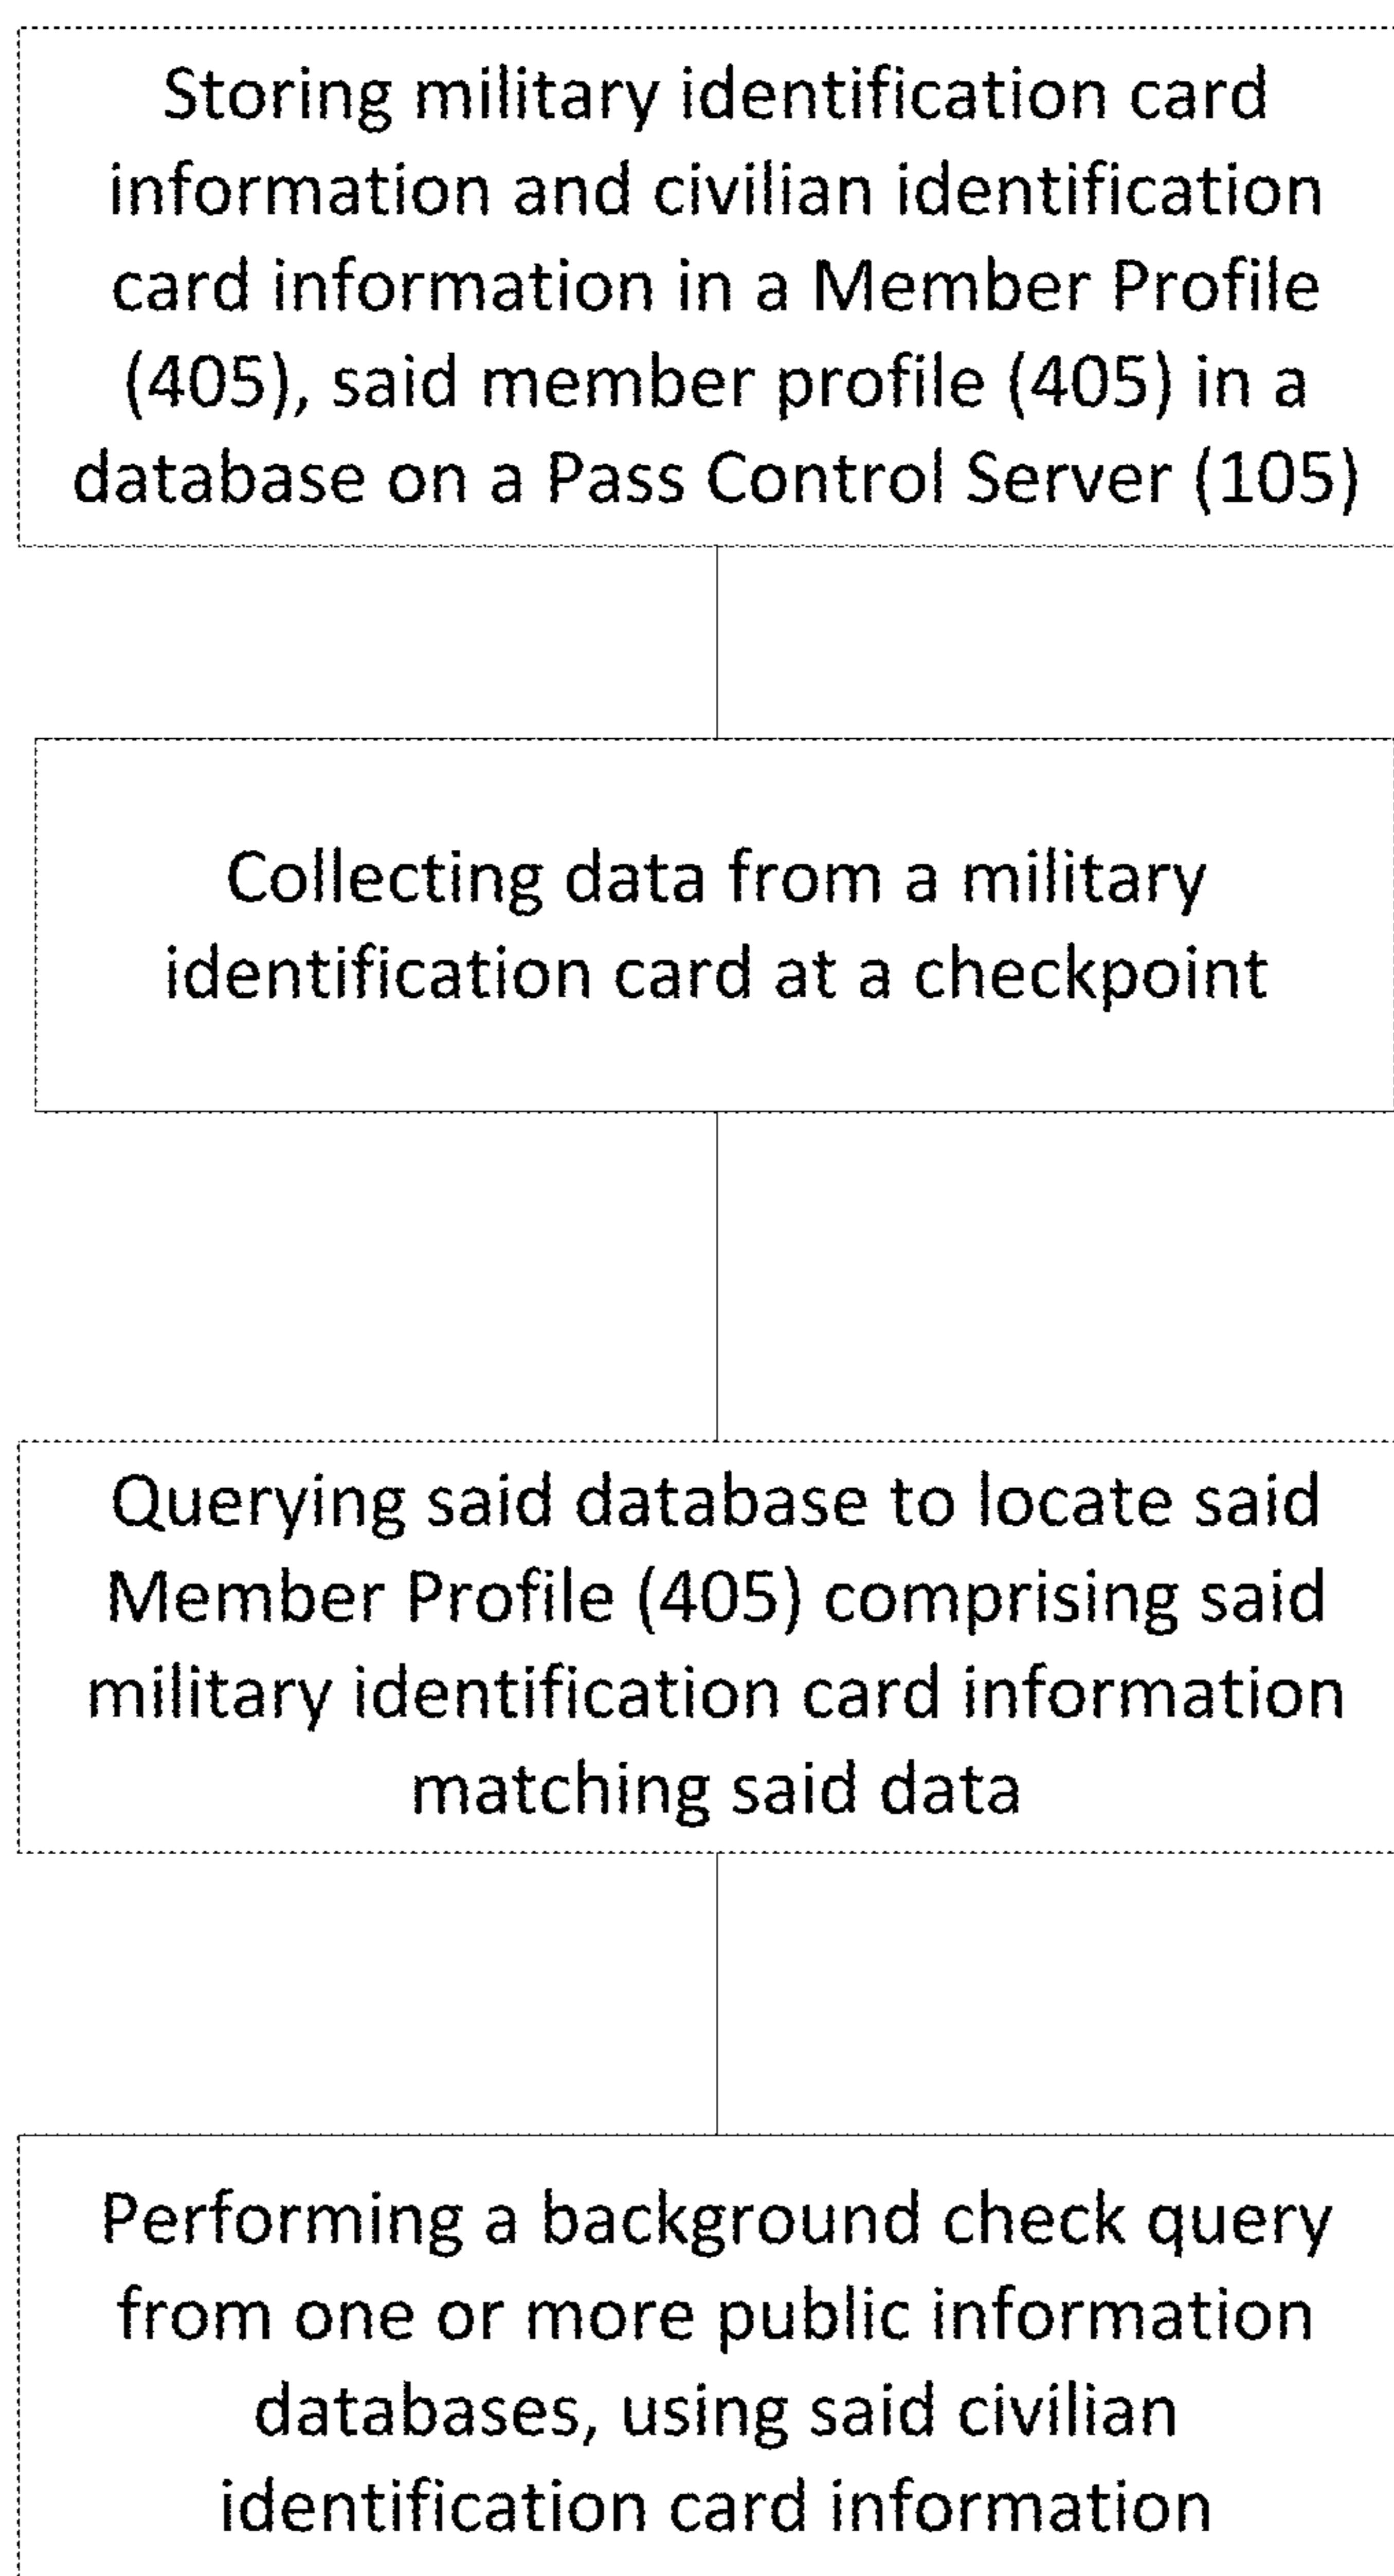 Storing military identification card
information and civilian identification
card information in a Member Profile
(405), said member profile (405) in a
database on a Pass Control Server (105)
Collecting data from a military
identification card at a checkpoint
Querying said database to locate said
Member Profile (405) comprising said
military identification card information
matching said data
Performing a background check query
from one or more public information
databases, using said civilian
identification card information